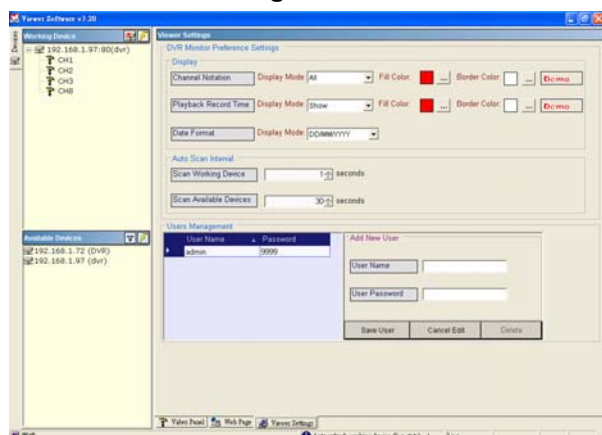 Viewer Software v3.20
Devices
Working Device
192.168.1.97:80(dvr)
CH1
CH2
CH3
CH8
Available Devices
192.168.1.72 (DVR)
192.168.1.97 (dvr)
Viewer Settings
DVR Monitor Preference Settings
Display
Channel Notation Display Mode: All Fill Color: ... Border Color: ... Demo
Playback Record Time Display Mode: Show Fill Color: ... Border Color: ... Demo
Date Format Display Mode: DD/MM/YYYY
Auto Scan Interval
Scan Working Device 1 seconds
Scan Available Devices 30 seconds
Users Management
User Name Password
admin 9999
Add New User
User Name
User Password
Save User Cancel Edit Delete
Video Panel Web Page Viewer Settings